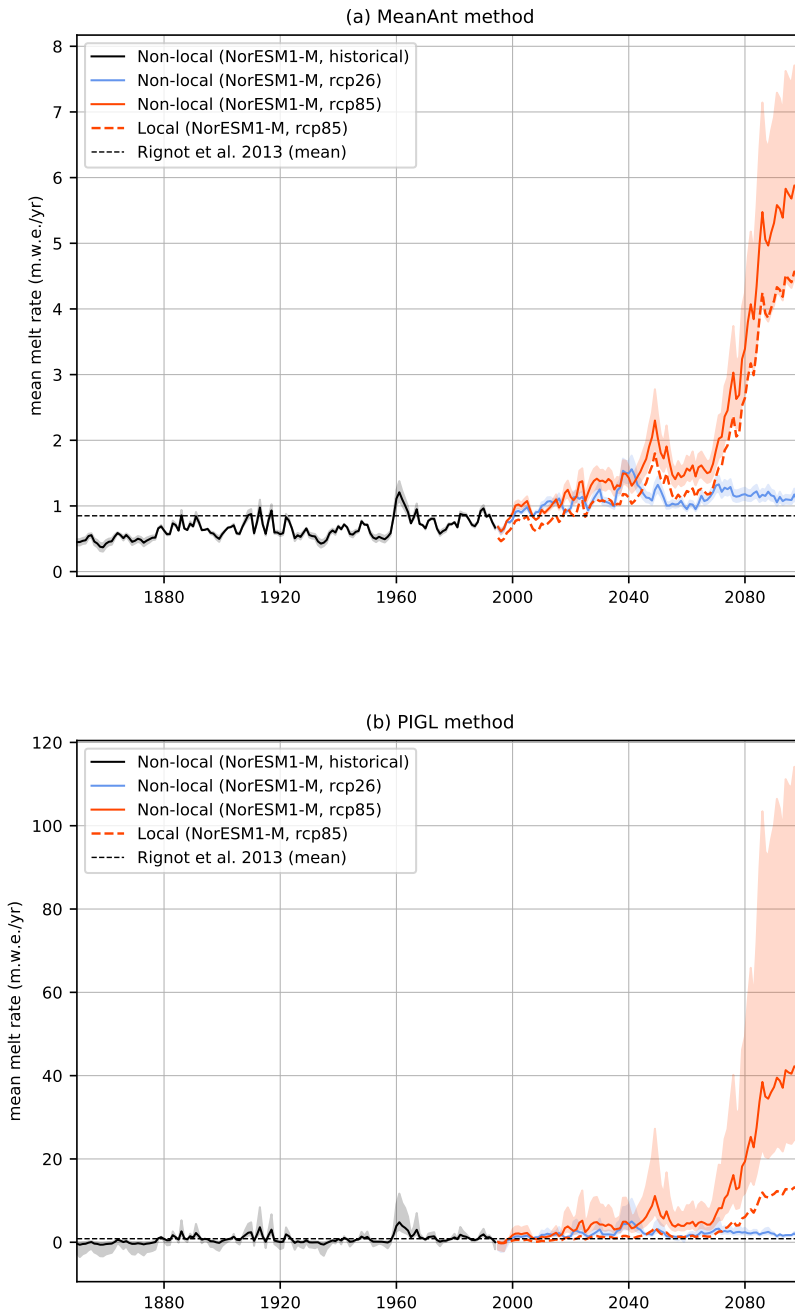 (a) MeanAnt method
Non-local (NorESM1-M, historical)
Non-local (NorESM1-M, rcp26)
Non-local (NorESM1-M, rcp85)
Local (NorESM1-M, rcp85)
Rignot et al. 2013 (mean)
mean melt rate (m.w.e./yr)
8
7
6
5
4
3
2
1
0
1880 1920 1960 2000 2040 2080
(b) PIGL method
Non-local (NorESM1-M, historical)
Non-local (NorESM1-M, rcp26)
Non-local (NorESM1-M, rcp85)
Local (NorESM1-M, rcp85)
Rignot et al. 2013 (mean)
mean melt rate (m.w.e./yr)
120
100
80
60
40
20
0
1880 1920 1960 2000 2040 2080